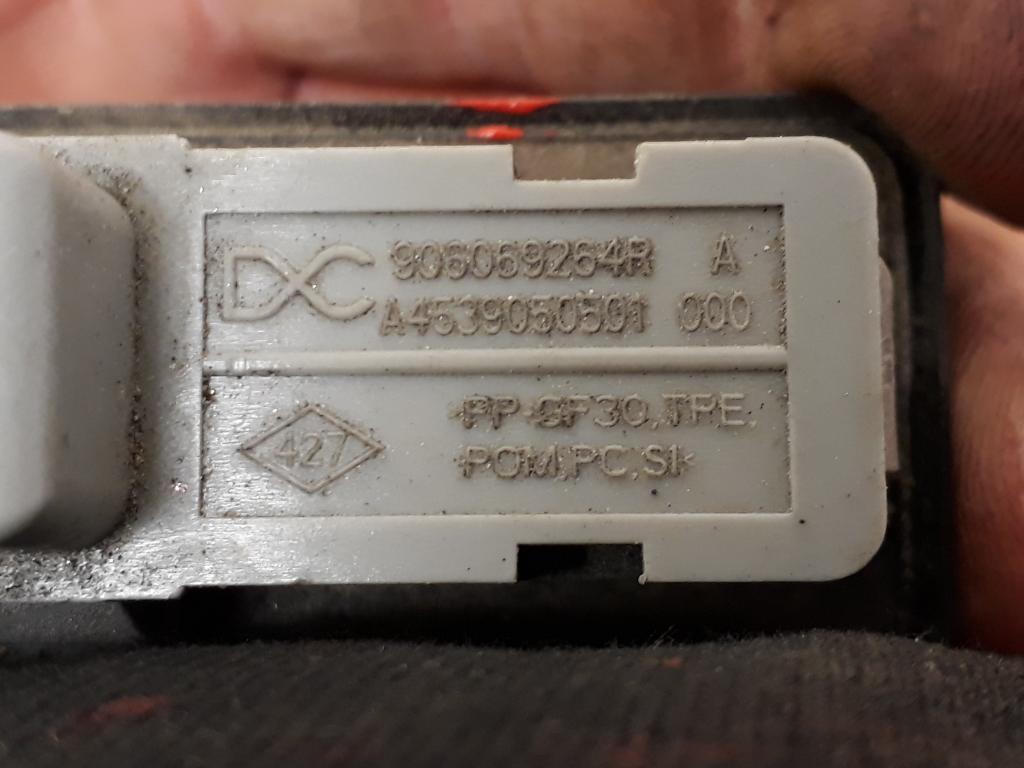 DC 906069264R A
A4539050501 000
427 *PP-GF30,TPE,
POM,PC,SI*